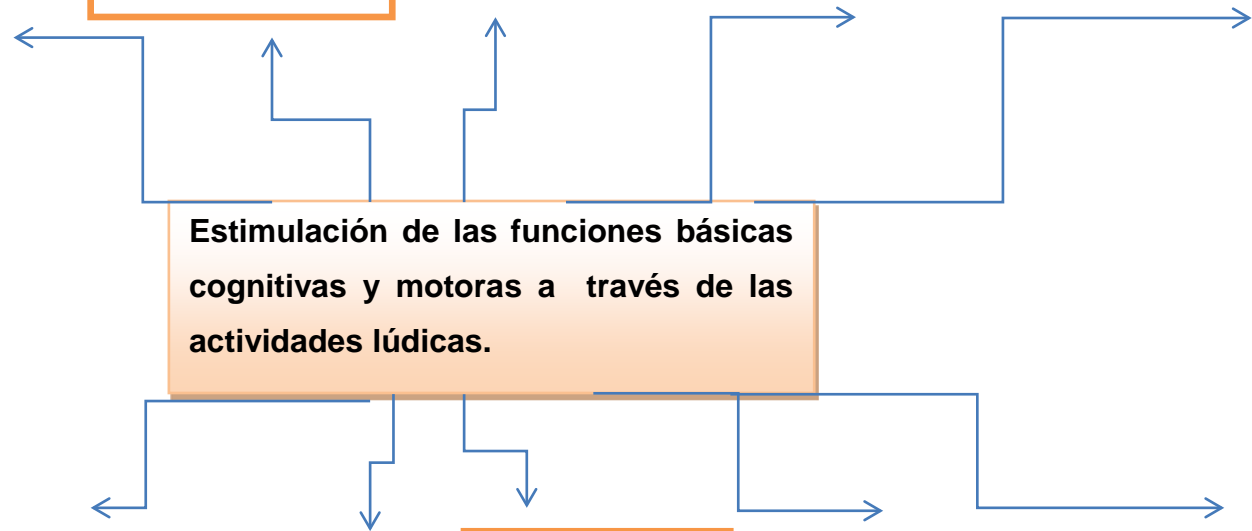 Estimulación de las funciones básicas
cognitivas y motoras a través de las
actividades lúdicas.